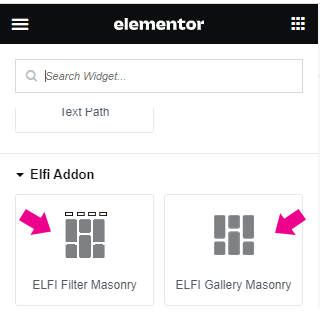 elementor
Search Widget...
Text Path
Elfi Addon
ELFI Filter Masonry
ELFI Gallery Masonry